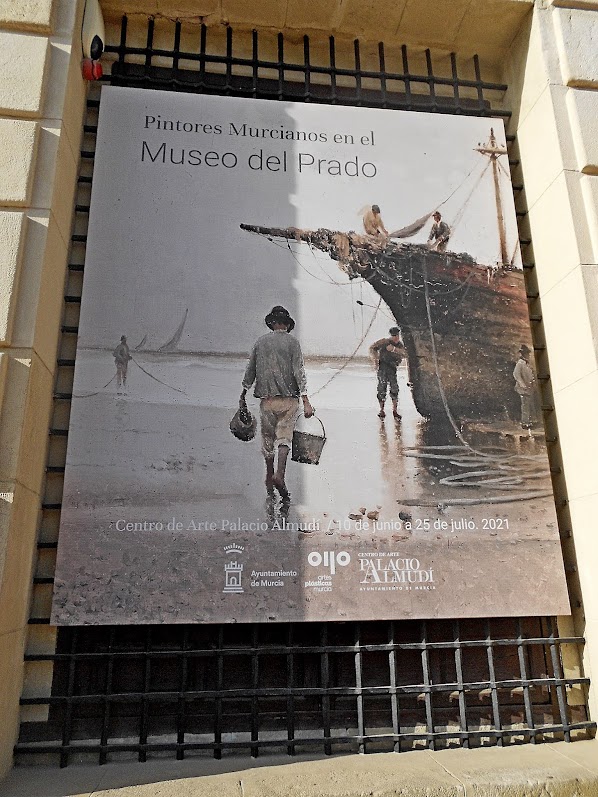 Pintores Murcianos en el
Museo del Prado
Centro de Arte Palacio Almudí / 10 de junio a 25 de julio. 2021
Ayuntamiento
de Murcia
artes
plásticas
murcia
CENTRO DE ARTE
PALACIO
ALMUDÍ
AYUNTAMIENTO DE MURCIA